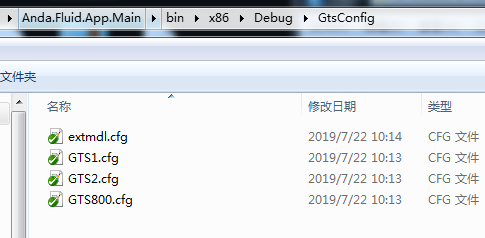 Anda.Fluid.App.Main ▸ bin ▸ x86 ▸ Debug ▸ GtsConfig
文件夹
名称 修改日期 类型
extmdl.cfg 2019/7/22 10:14 CFG 文件
GTS1.cfg 2019/7/22 10:13 CFG 文件
GTS2.cfg 2019/7/22 10:13 CFG 文件
GTS800.cfg 2019/7/22 10:13 CFG 文件